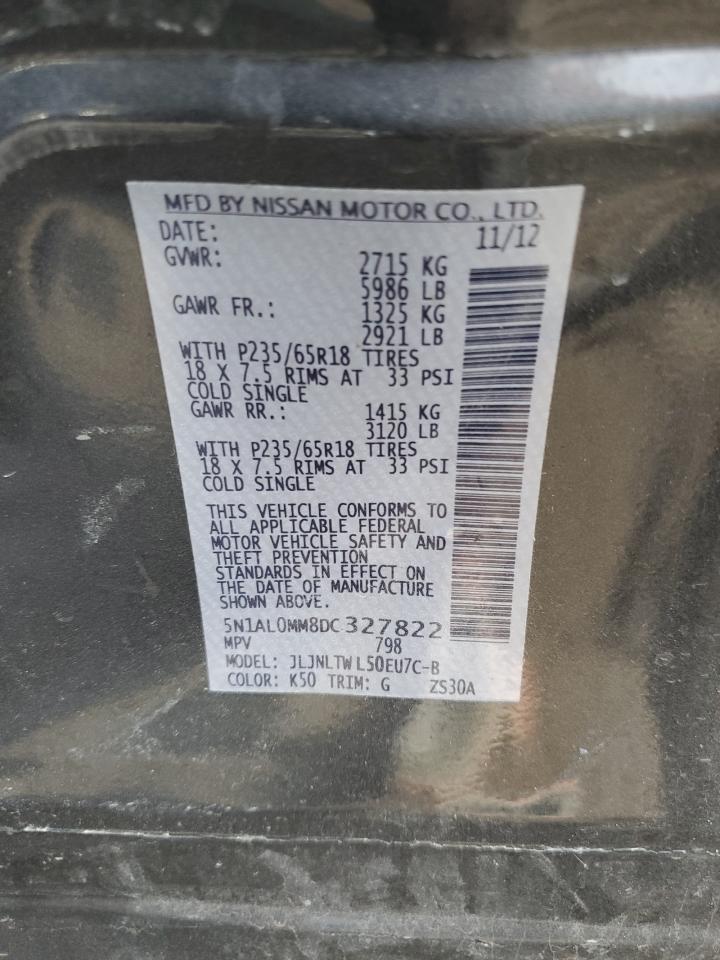 MFD BY NISSAN MOTOR CO., LTD.
DATE: 11/12
GVWR: 2715 KG
5986 LB
GAWR FR.: 1325 KG
2921 LB
WITH P235/65R18 TIRES
18 X 7.5 RIMS AT 33 PSI
COLD SINGLE
GAWR RR.: 1415 KG
3120 LB
WITH P235/65R18 TIRES
18 X 7.5 RIMS AT 33 PSI
COLD SINGLE
THIS VEHICLE CONFORMS TO
ALL APPLICABLE FEDERAL
MOTOR VEHICLE SAFETY AND
THEFT PREVENTION
STANDARDS IN EFFECT ON
THE DATE OF MANUFACTURE
SHOWN ABOVE.
5N1AL0MM8DC 327822
MPV 798
MODEL: JLJNLTW L50EU7C-B
COLOR: K50 TRIM: G ZS30A